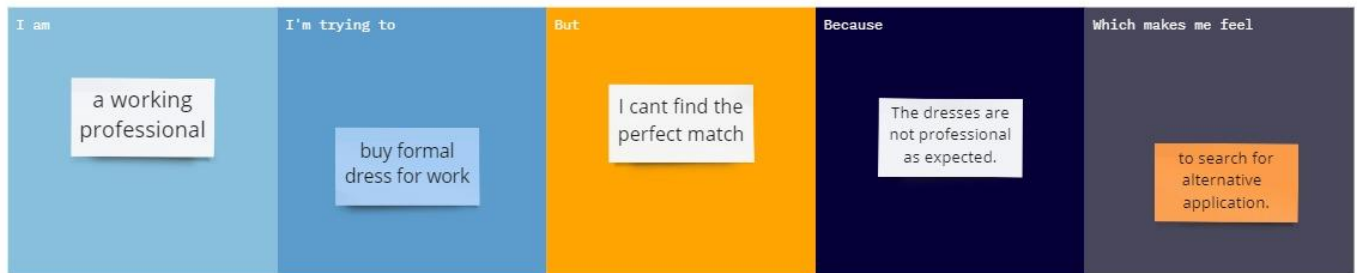 I am
a working
professional
I'm trying to
buy formal
dress for work
But
I cant find the
perfect match
Because
The dresses are
not professional
as expected.
Which makes me feel
to search for
alternative
application.